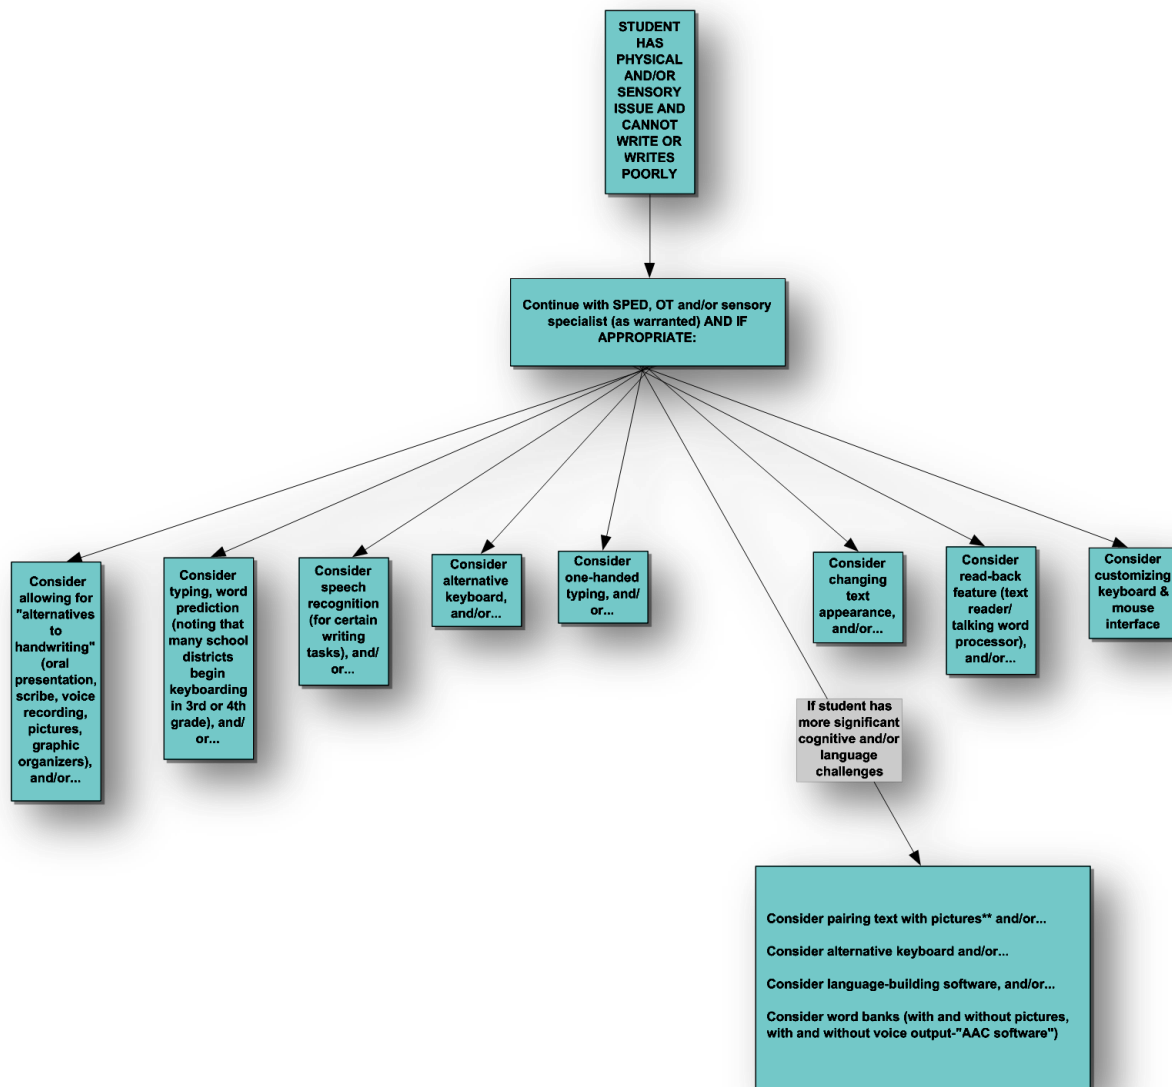 STUDENT
HAS
PHYSICAL
AND/OR
SENSORY
ISSUE AND
CANNOT
WRITE OR
WRITES
POORLY
Continue with SPED, OT and/or sensory
specialist (as warranted) AND IF
APPROPRIATE:
Consider
allowing for
"alternatives
to
handwriting"
(oral
presentation,
scribe, voice
recording,
pictures,
graphic
organizers),
and/or...
Consider
typing, word
prediction
(noting that
many school
districts
begin
keyboarding
in 3rd or 4th
grade), and/
or...
Consider
speech
recognition
(for certain
writing
tasks), and/
or...
Consider
alternative
keyboard,
and/or...
Consider
one-handed
typing, and/
or...
Consider
changing
text
appearance,
and/or...
Consider
read-back
feature (text
reader/
talking word
processor),
and/or...
Consider
customizing
keyboard &
mouse
interface
If student has
more significant
cognitive and/or
language
challenges
Consider pairing text with pictures** and/or...
Consider alternative keyboard and/or...
Consider language-building software, and/or...
Consider word banks (with and without pictures,
with and without voice output-"AAC software")